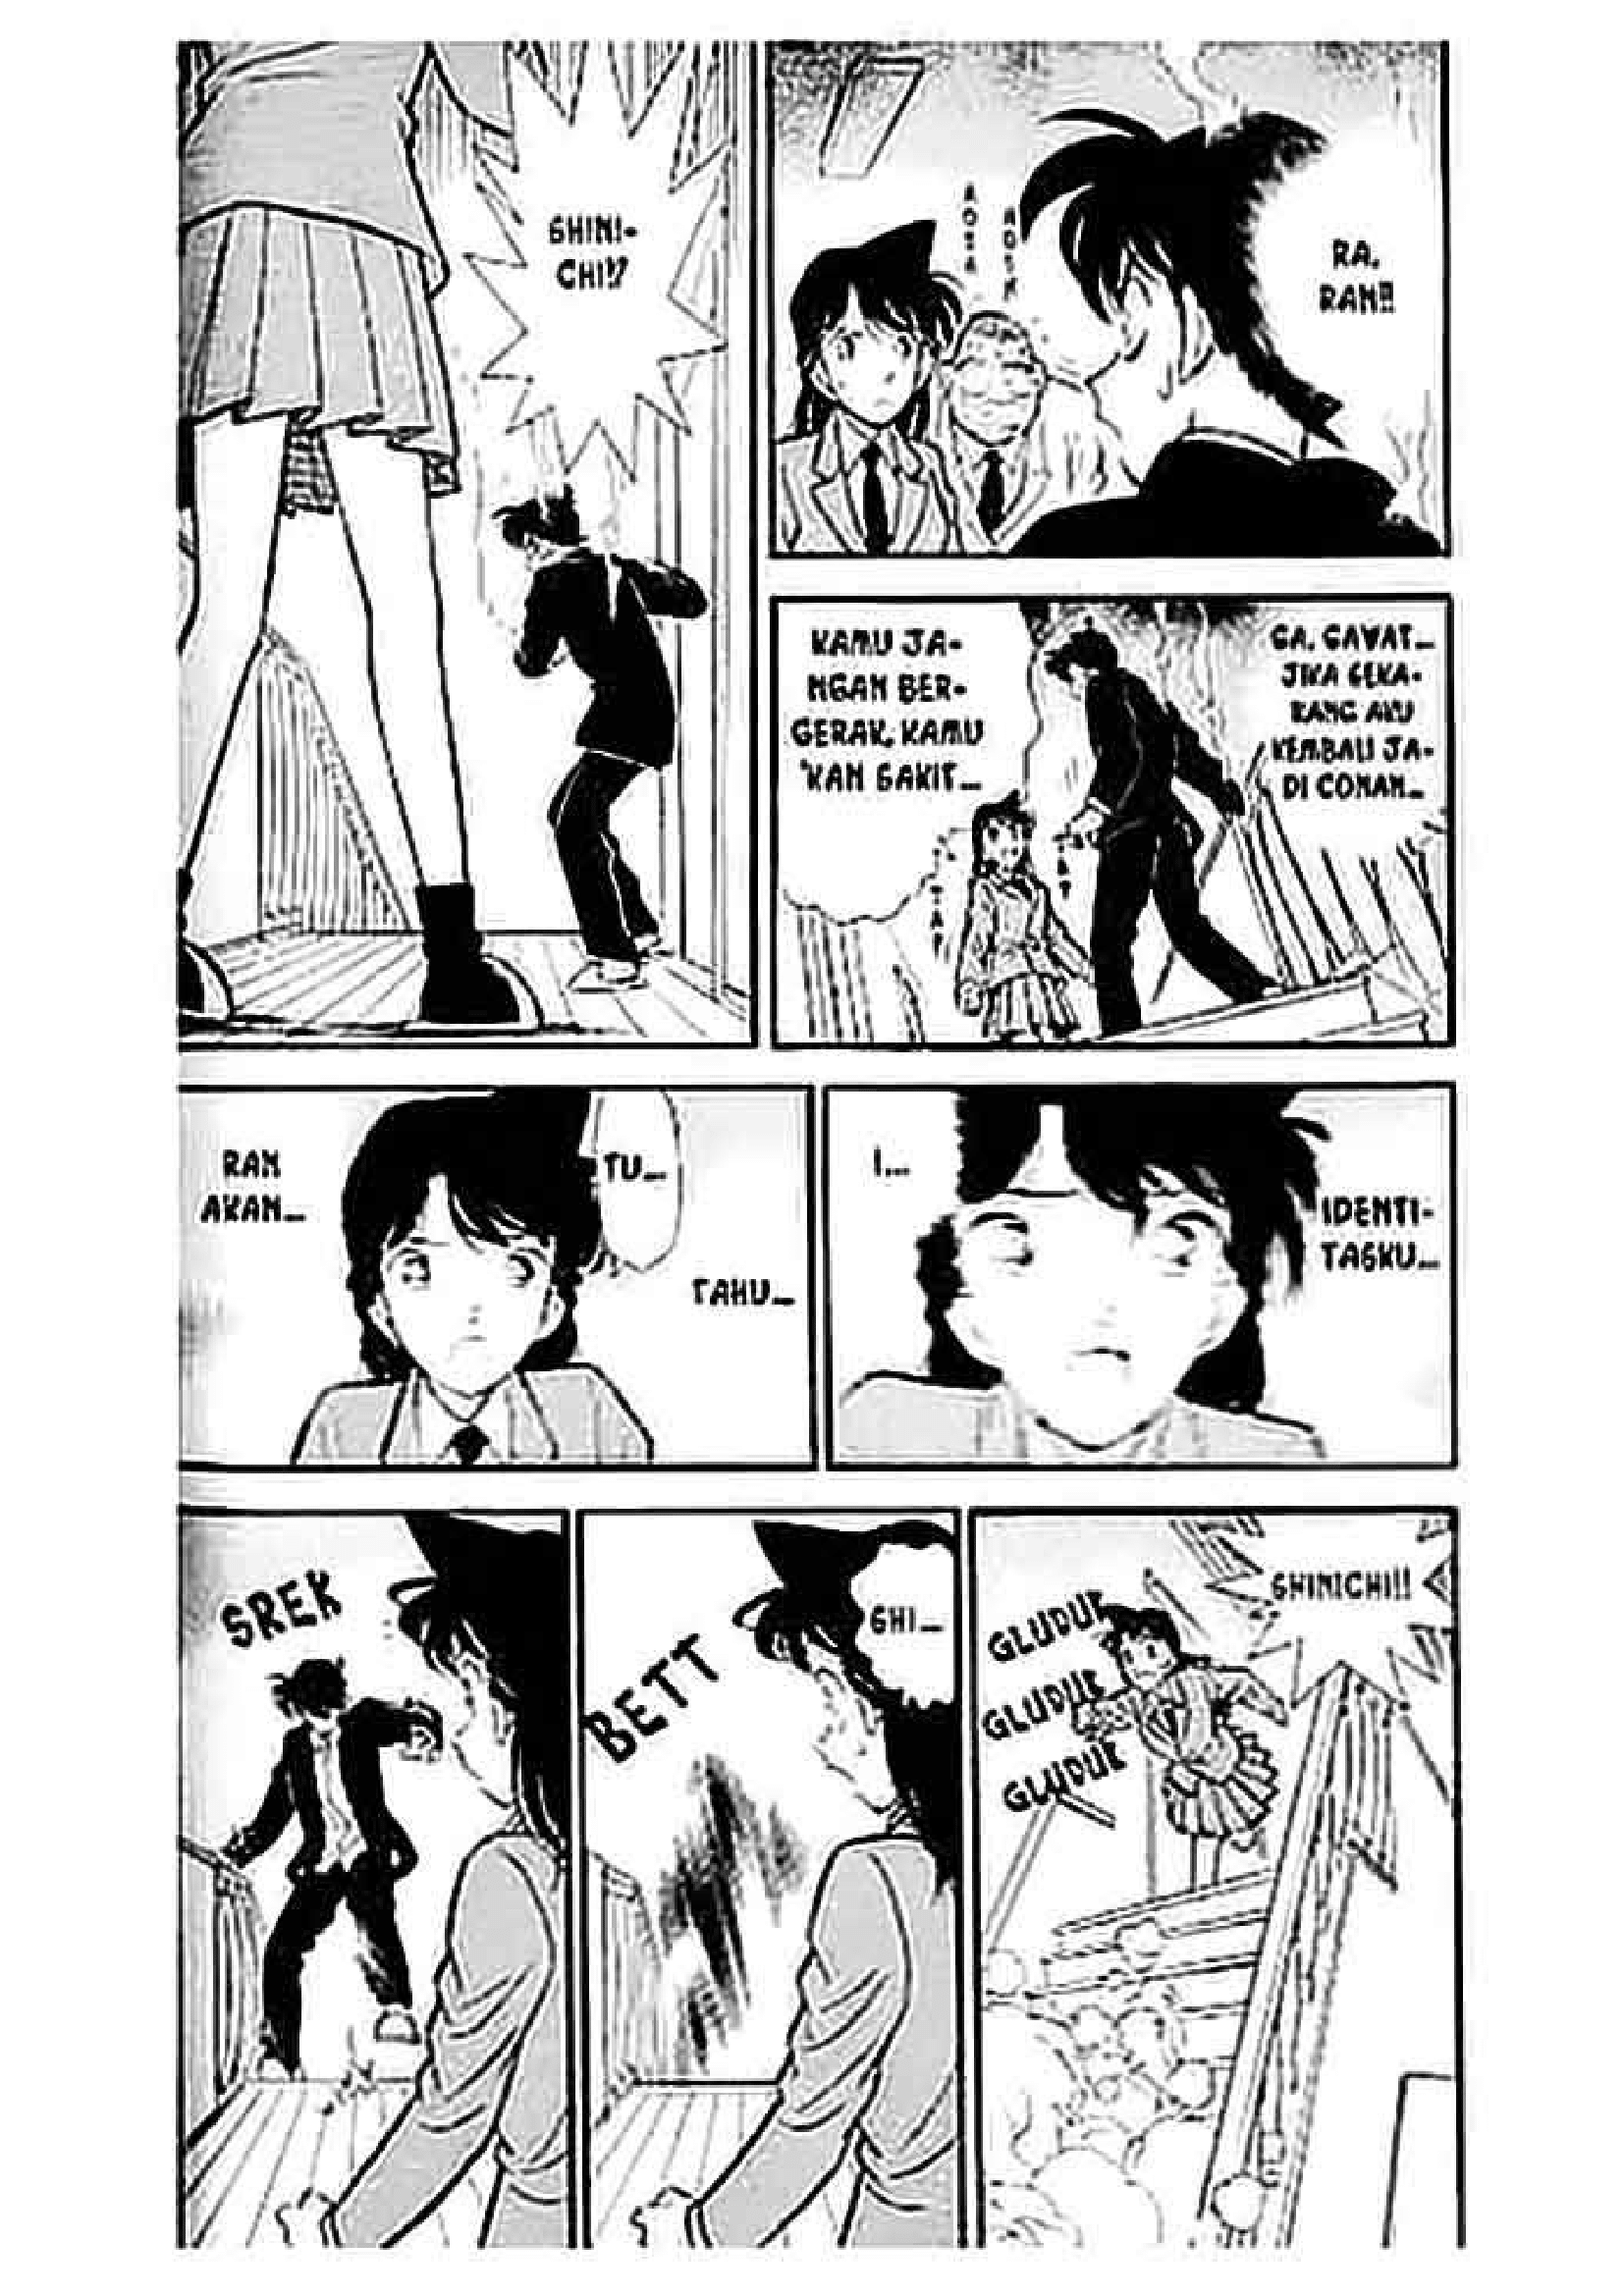 RA,
RAN!!
SHINI-
CHI!?
GA, GAWAT...
JIKA SEKA-
RANG AKU
KEMBALI JA-
DI CONAN...
KAMU JA-
NGAN BER-
GERAK, KAMU
'KAN SAKIT...
TAP
I...
IDENTI-
TASKU...
TU...
TAHU...
RAN
AKAN...
SHINICHI!!
GLUDUK
GLUDUK
GLUDUK
SHI...
BETT
SREK